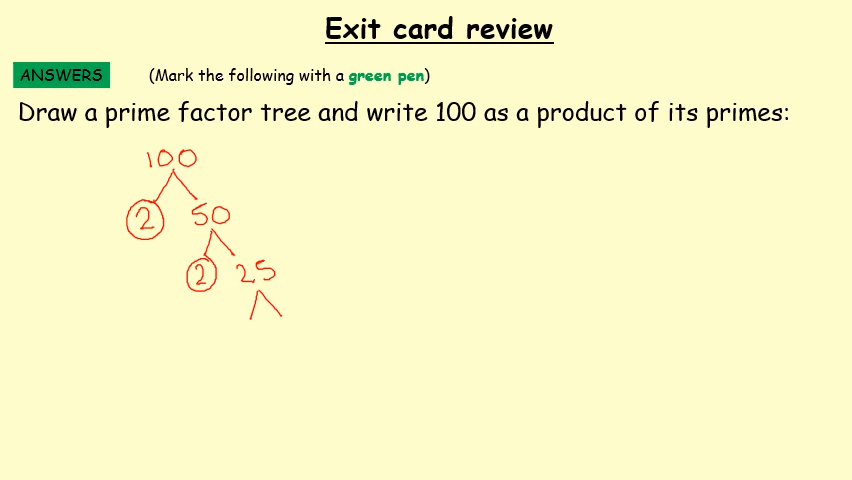 Exit card review
ANSWERS (Mark the following with a green pen)
Draw a prime factor tree and write 100 as a product of its primes:
100
2 50
2 25